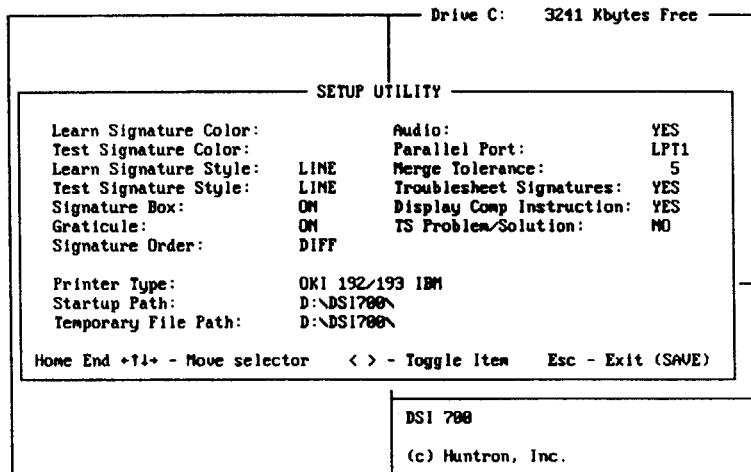 Drive C: 3241 Kbytes Free
SETUP UTILITY
Learn Signature Color: Audio: YES
Test Signature Color: Parallel Port: LPT1
Learn Signature Style: LINE Merge Tolerance: 5
Test Signature Style: LINE Troublesheet Signatures: YES
Signature Box: ON Display Comp Instruction: YES
Graticule: ON TS Problem/Solution: NO
Signature Order: DIFF
Printer Type: OKI 192/193 IBM
Startup Path: D:\DSI700\
Temporary File Path: D:\DSI700\
Home End ←↑↓→ - Move selector < > - Toggle Item Esc - Exit (SAVE)
DSI 700
(c) Huntron, Inc.